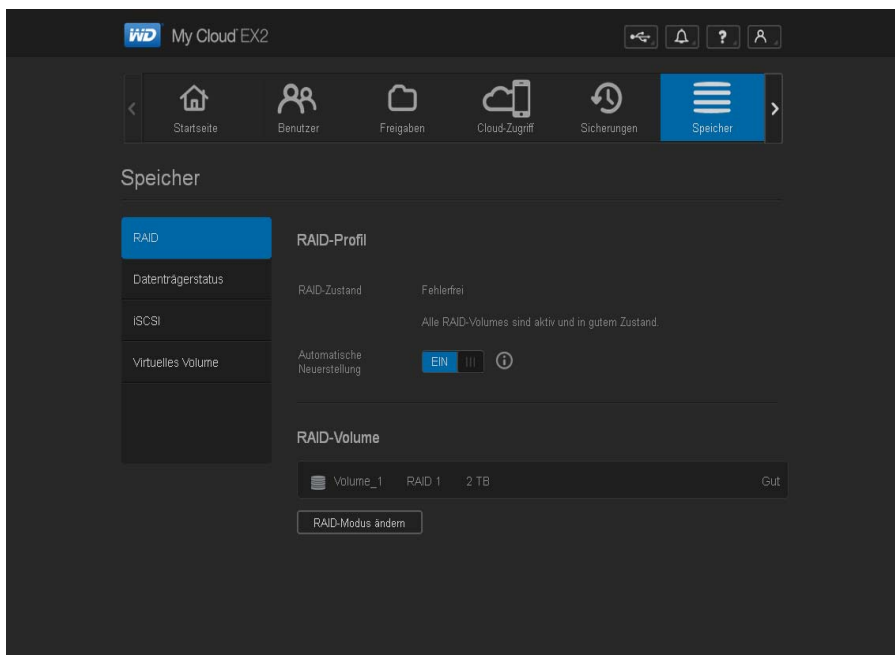 WD My Cloud EX2
?
Startseite
Benutzer
Freigaben
Cloud-Zugriff
Sicherungen
Speicher
Speicher
RAID
Datenträgerstatus
iSCSI
Virtuelles Volume
RAID-Profil
RAID-Zustand Fehlerfrei
Alle RAID-Volumes sind aktiv und in gutem Zustand.
Automatische
Neuerstellung
EIN
RAID-Volume
Volume_1 RAID 1 2 TB Gut
RAID-Modus ändern